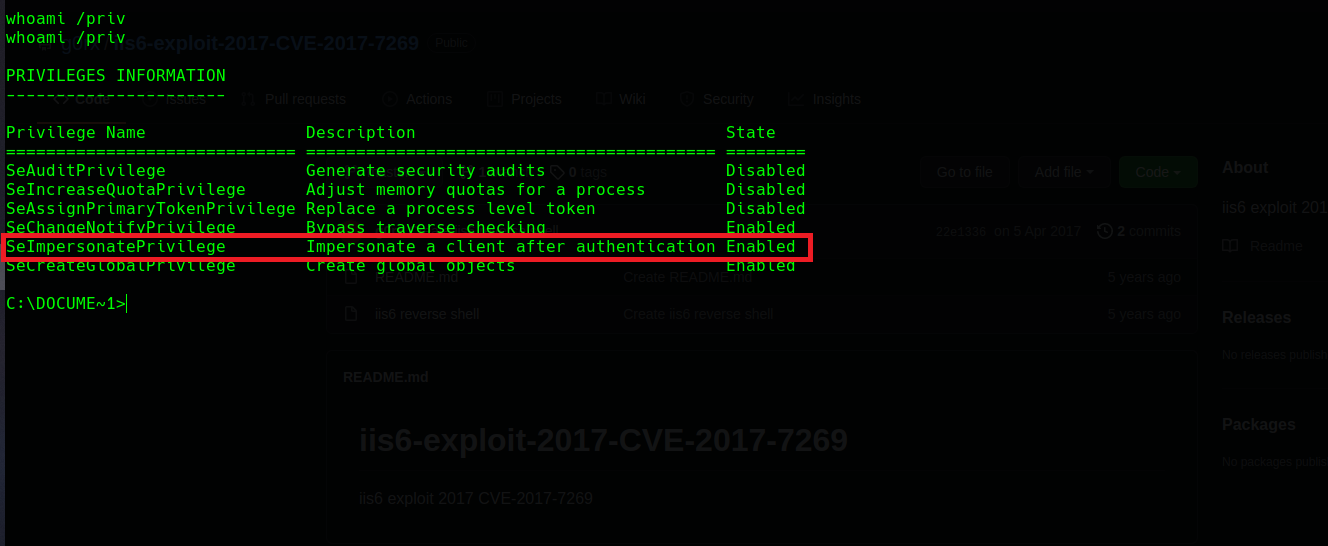 whoami /priv
whoami /priv
iis6-exploit-2017-CVE-2017-7269 Public
PRIVILEGES INFORMATION
----------------------
Code Issues Pull requests Actions Projects Wiki Security Insights
Privilege Name Description State
============================= ========================================= ========
SeAuditPrivilege Generate security audits Disabled
0 tags Go to file Add file Code About
SeIncreaseQuotaPrivilege Adjust memory quotas for a process Disabled
SeAssignPrimaryTokenPrivilege Replace a process level token Disabled
iis6 exploit 201
SeChangeNotifyPrivilege Bypass traverse checking Enabled
22e1336 on 5 Apr 2017 2 commits
SeImpersonatePrivilege Impersonate a client after authentication Enabled
Readme
SeCreateGlobalPrivilege Create global objects Enabled
README.md Create README.md 5 years ago
C:\DOCUME~1>
iis6 reverse shell Create iis6 reverse shell 5 years ago
Releases
No releases publish
README.md
Packages
iis6-exploit-2017-CVE-2017-7269
No packages publis
iis6 exploit 2017 CVE-2017-7269